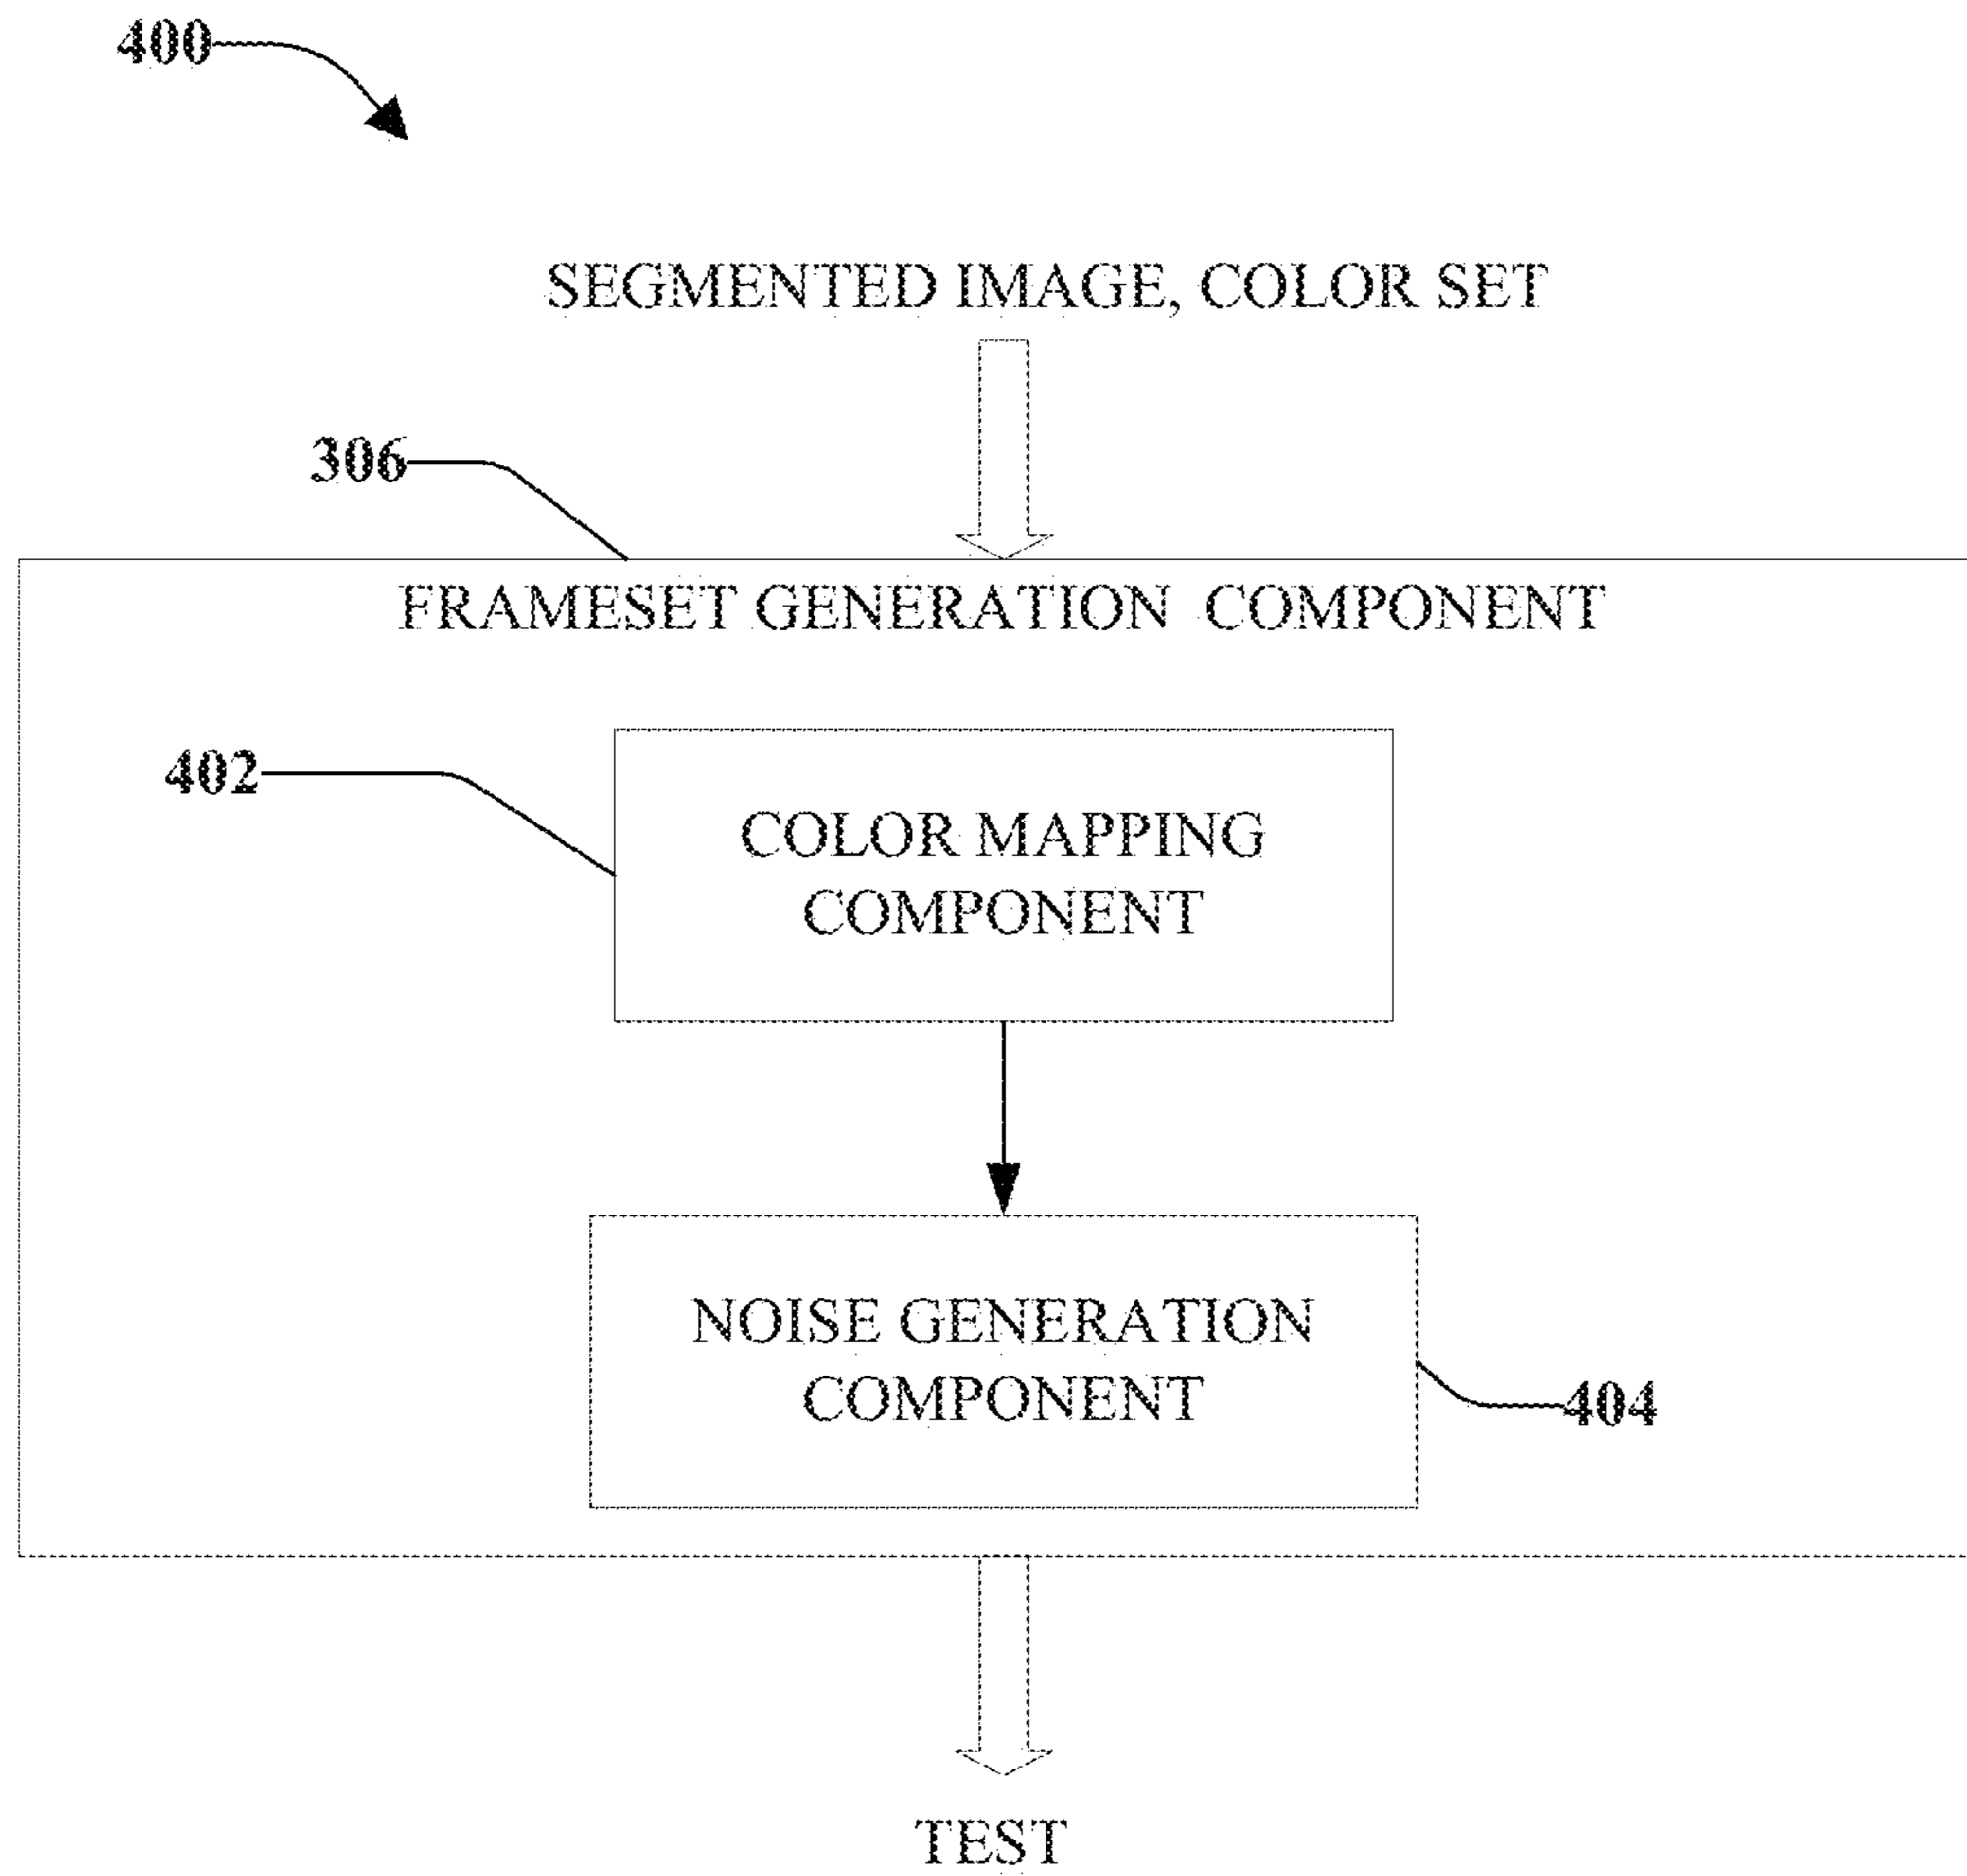 400
SEGMENTED IMAGE, COLOR SET
306
FRAMESET GENERATION COMPONENT
402
COLOR MAPPING
COMPONENT
NOISE GENERATION
COMPONENT
404
TEST